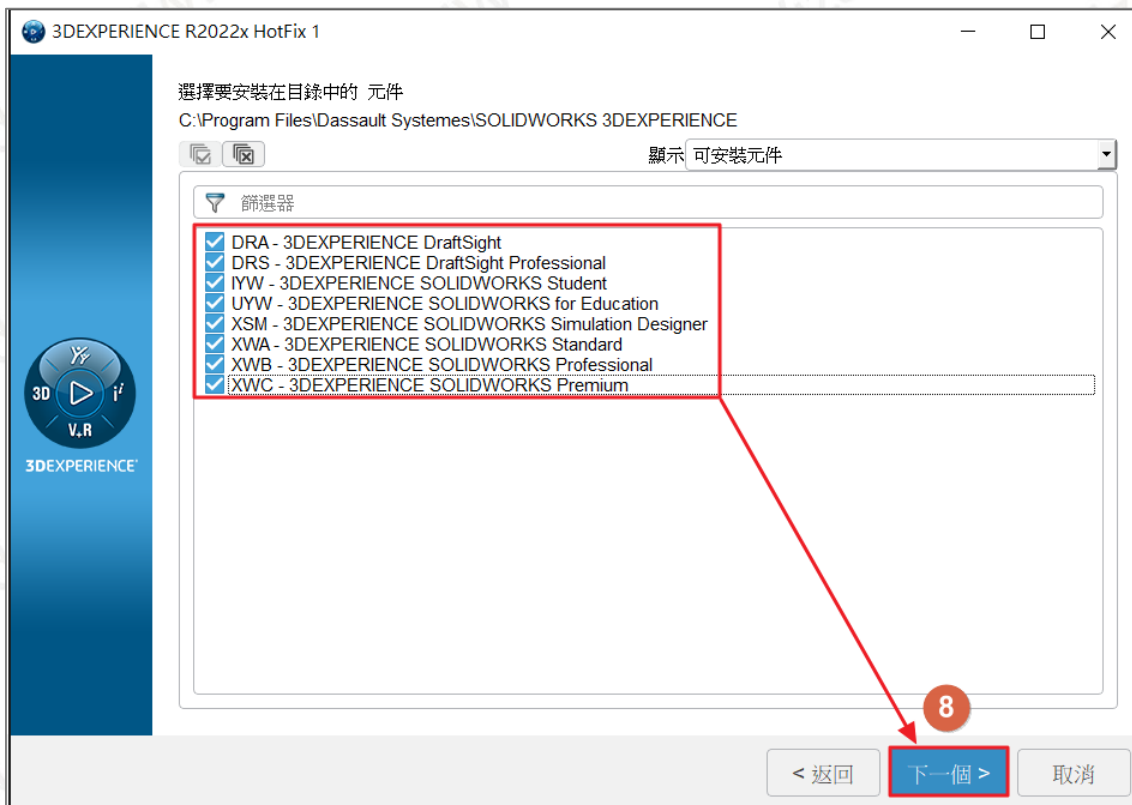 3DEXPERIENCE R2022x HotFix 1
選擇要安裝在目錄中的 元件
C:\Program Files\Dassault Systemes\SOLIDWORKS 3DEXPERIENCE
顯示 可安裝元件
篩選器
DRA - 3DEXPERIENCE DraftSight
DRS - 3DEXPERIENCE DraftSight Professional
IYW - 3DEXPERIENCE SOLIDWORKS Student
UYW - 3DEXPERIENCE SOLIDWORKS for Education
XSM - 3DEXPERIENCE SOLIDWORKS Simulation Designer
XWA - 3DEXPERIENCE SOLIDWORKS Standard
XWB - 3DEXPERIENCE SOLIDWORKS Professional
XWC - 3DEXPERIENCE SOLIDWORKS Premium
3D
i
V+R
3DEXPERIENCE
8
< 返回
下一個 >
取消